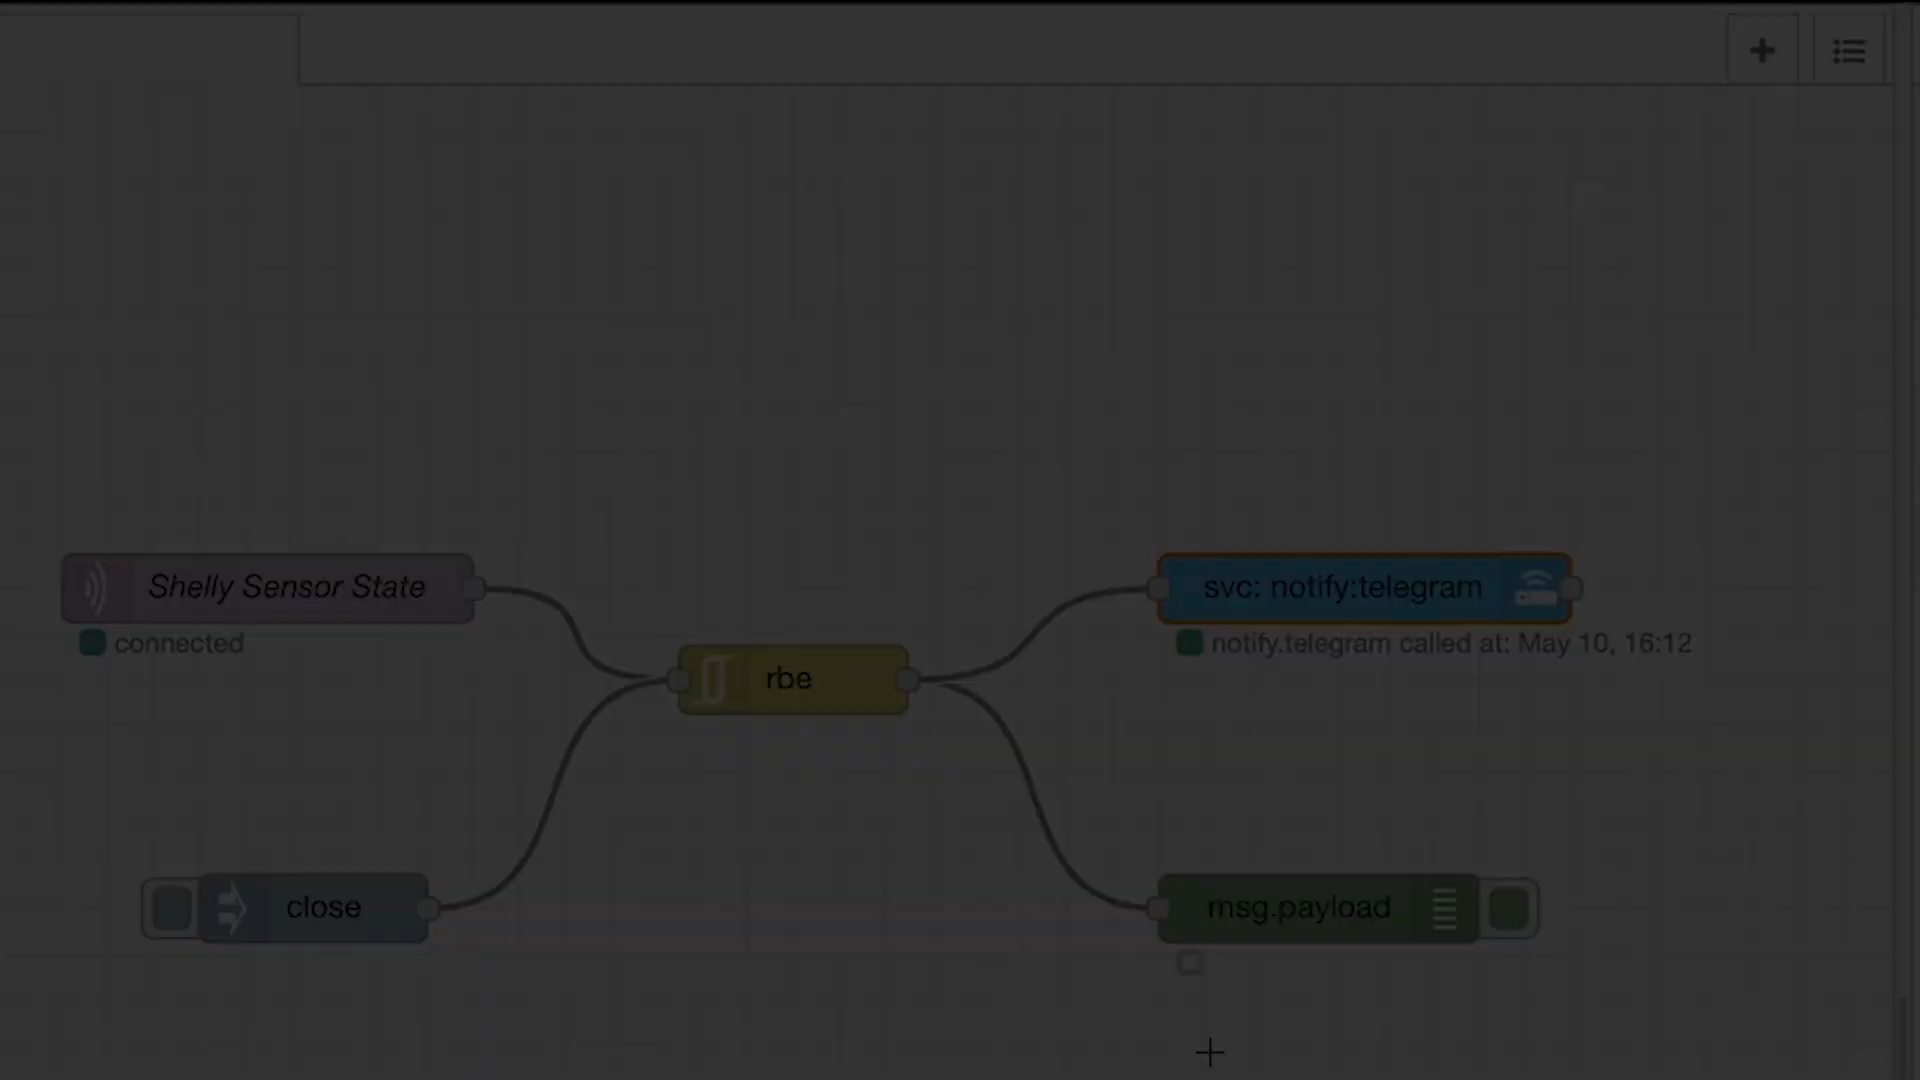 Shelly Sensor State
connected
svc: notify:telegram
notify.telegram called at: May 10, 16:12
rbe
close
msg.payload